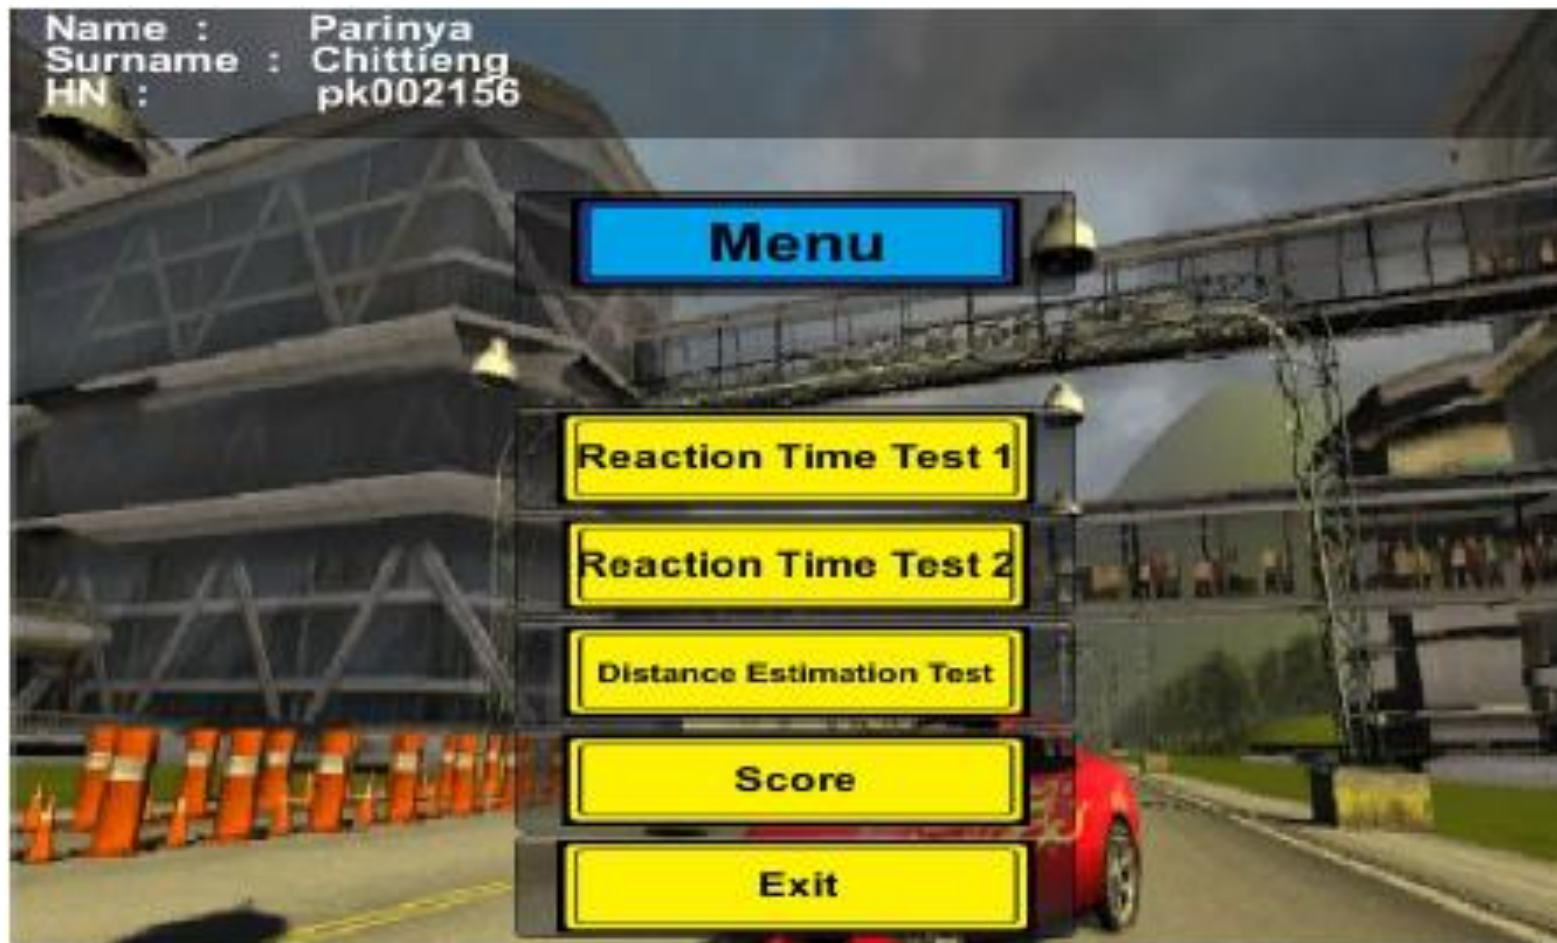 Name : Parinya
Surname : Chittieng
HN : pk002156
Menu
Reaction Time Test 1
Reaction Time Test 2
Distance Estimation Test
Score
Exit